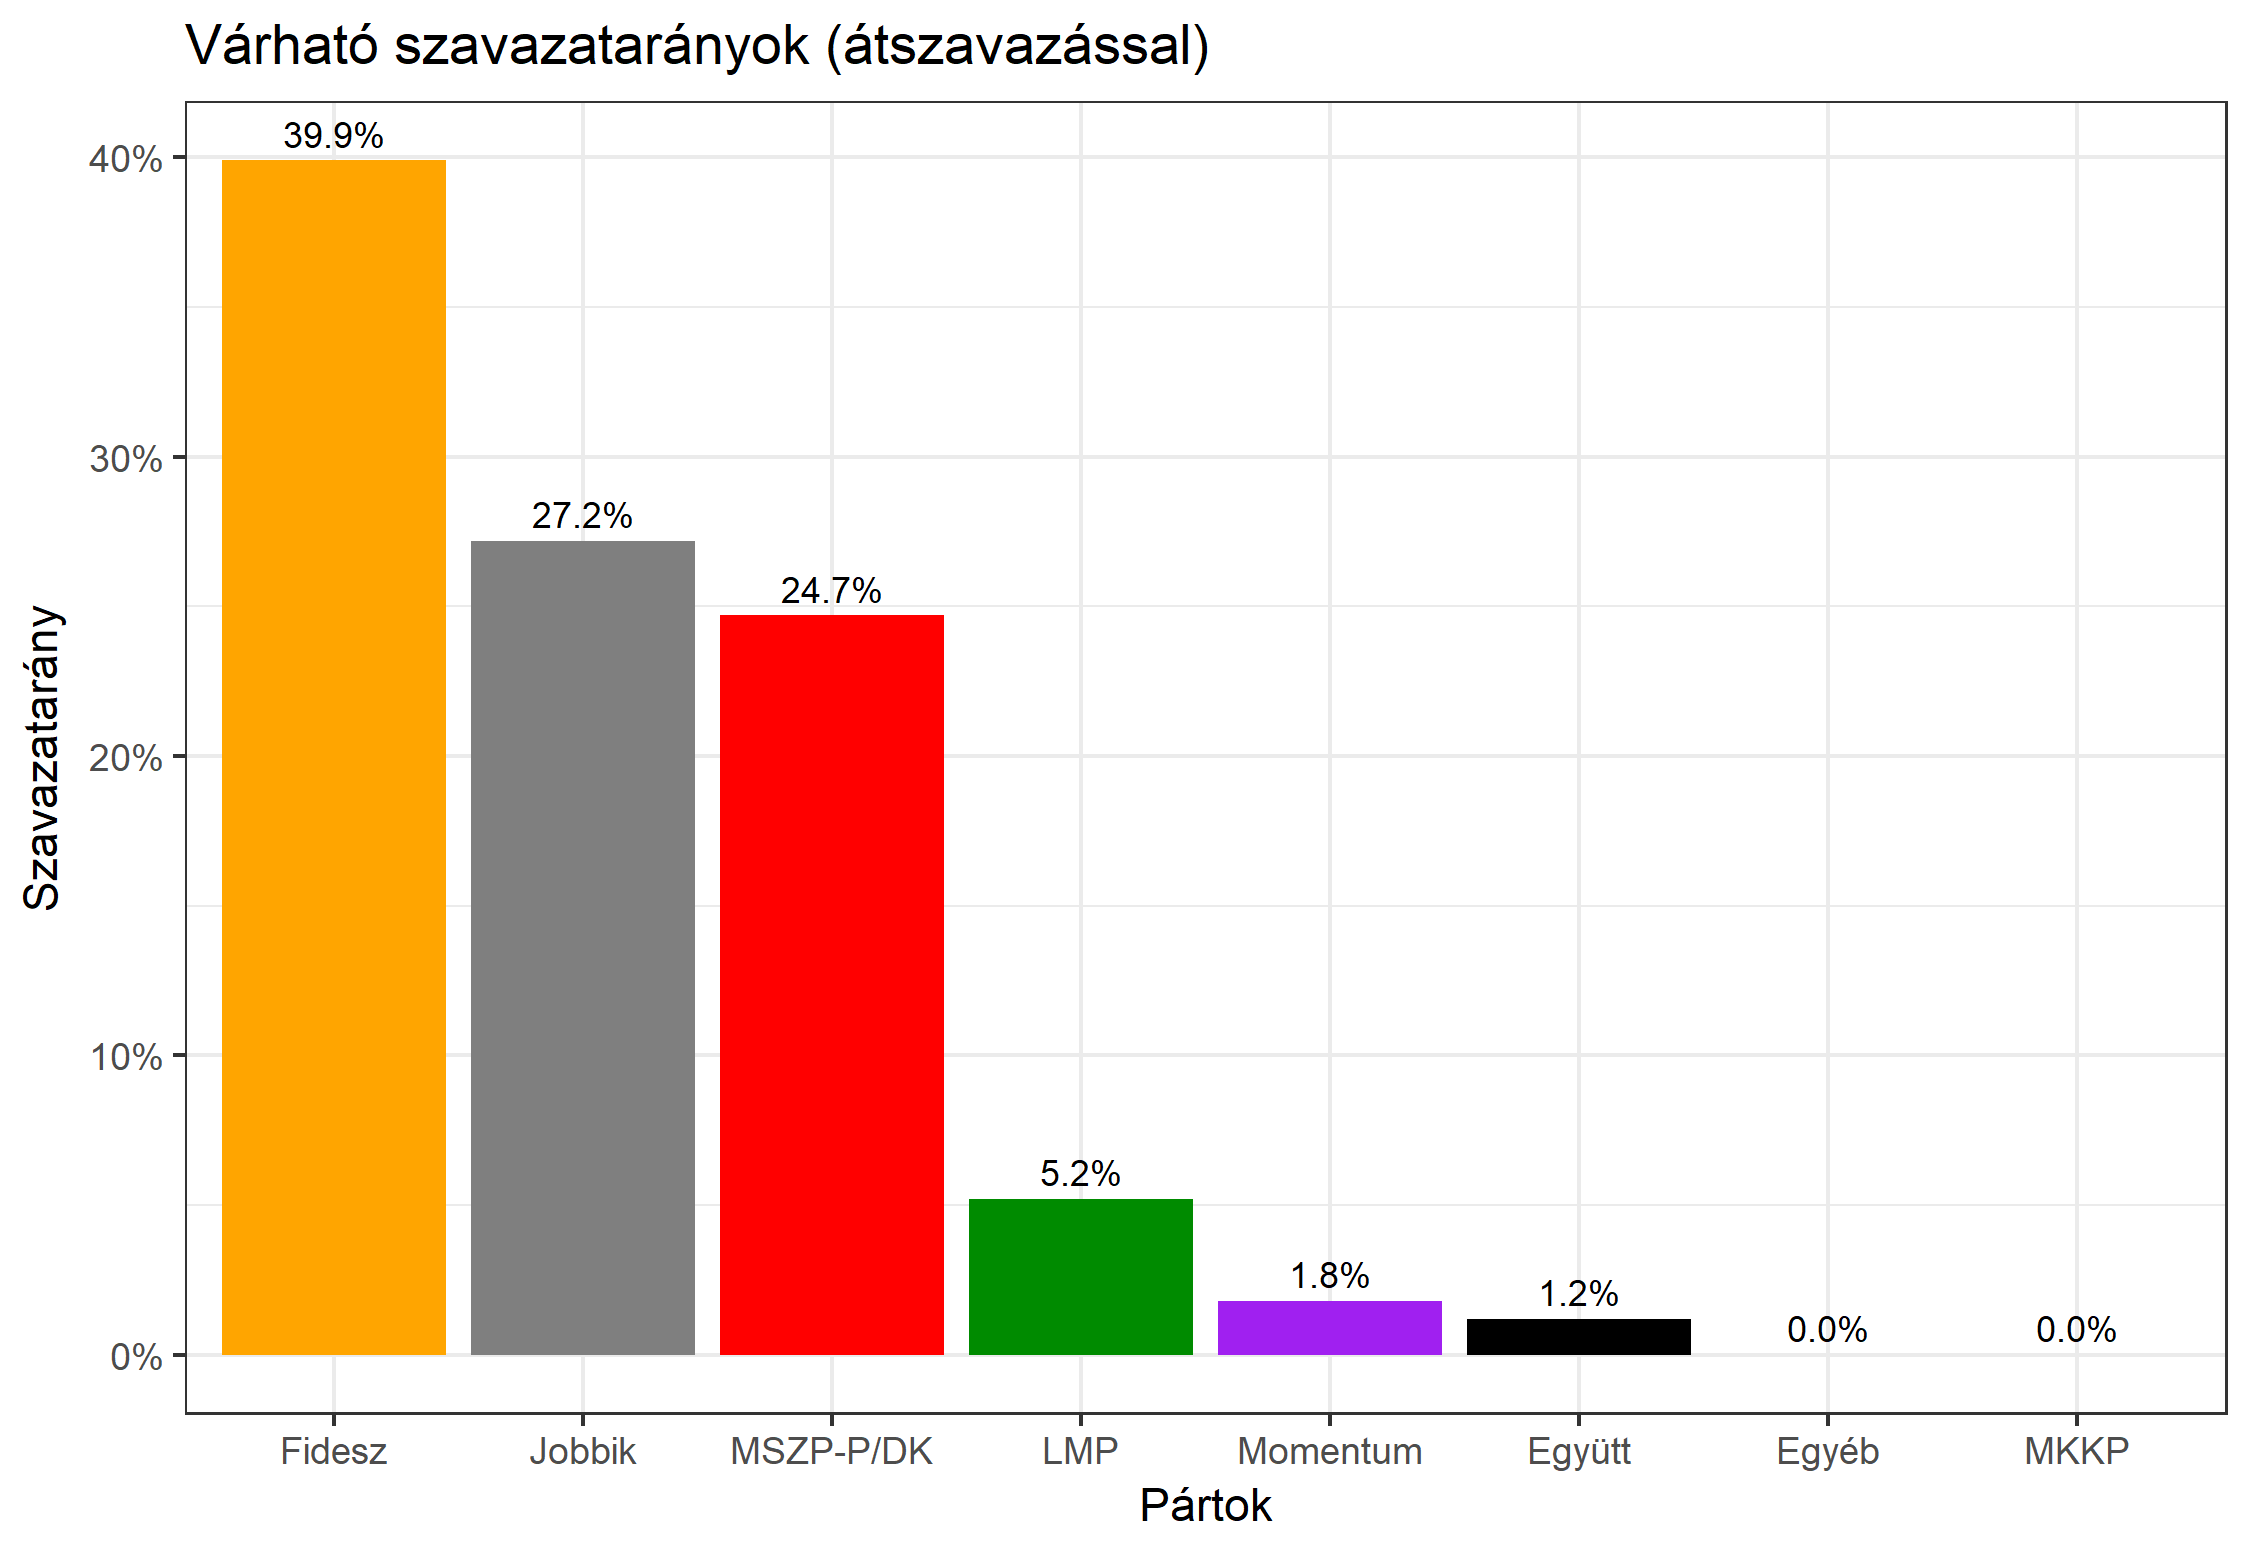 Várható szavazatarányok (átszavazással)
39.9%
27.2%
24.7%
5.2%
1.8%
1.2%
0.0%
0.0%
40%
30%
20%
10%
0%
Szavazatarány
Fidesz
Jobbik
MSZP-P/DK
LMP
Momentum
Együtt
Egyéb
MKKP
Pártok